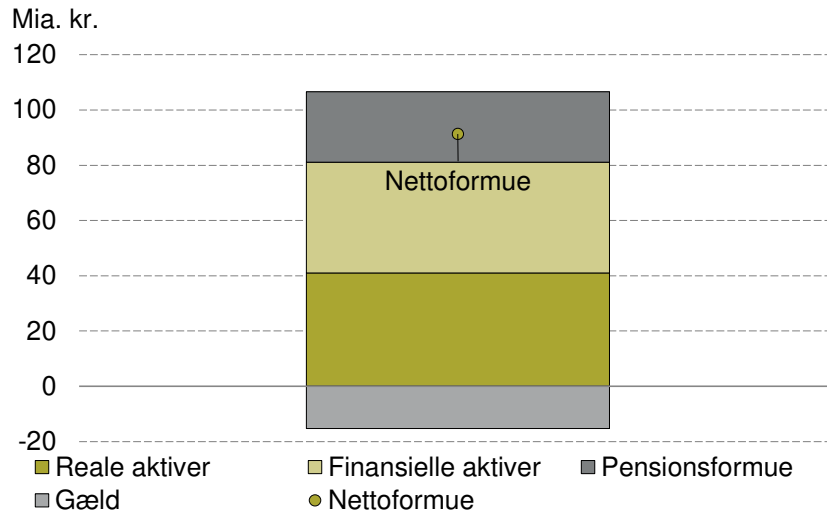 Mia. kr.
120
100
80
60
40
20
0
-20
Nettoformue
Reale aktiver Finansielle aktiver Pensionsformue
Gæld Nettoformue